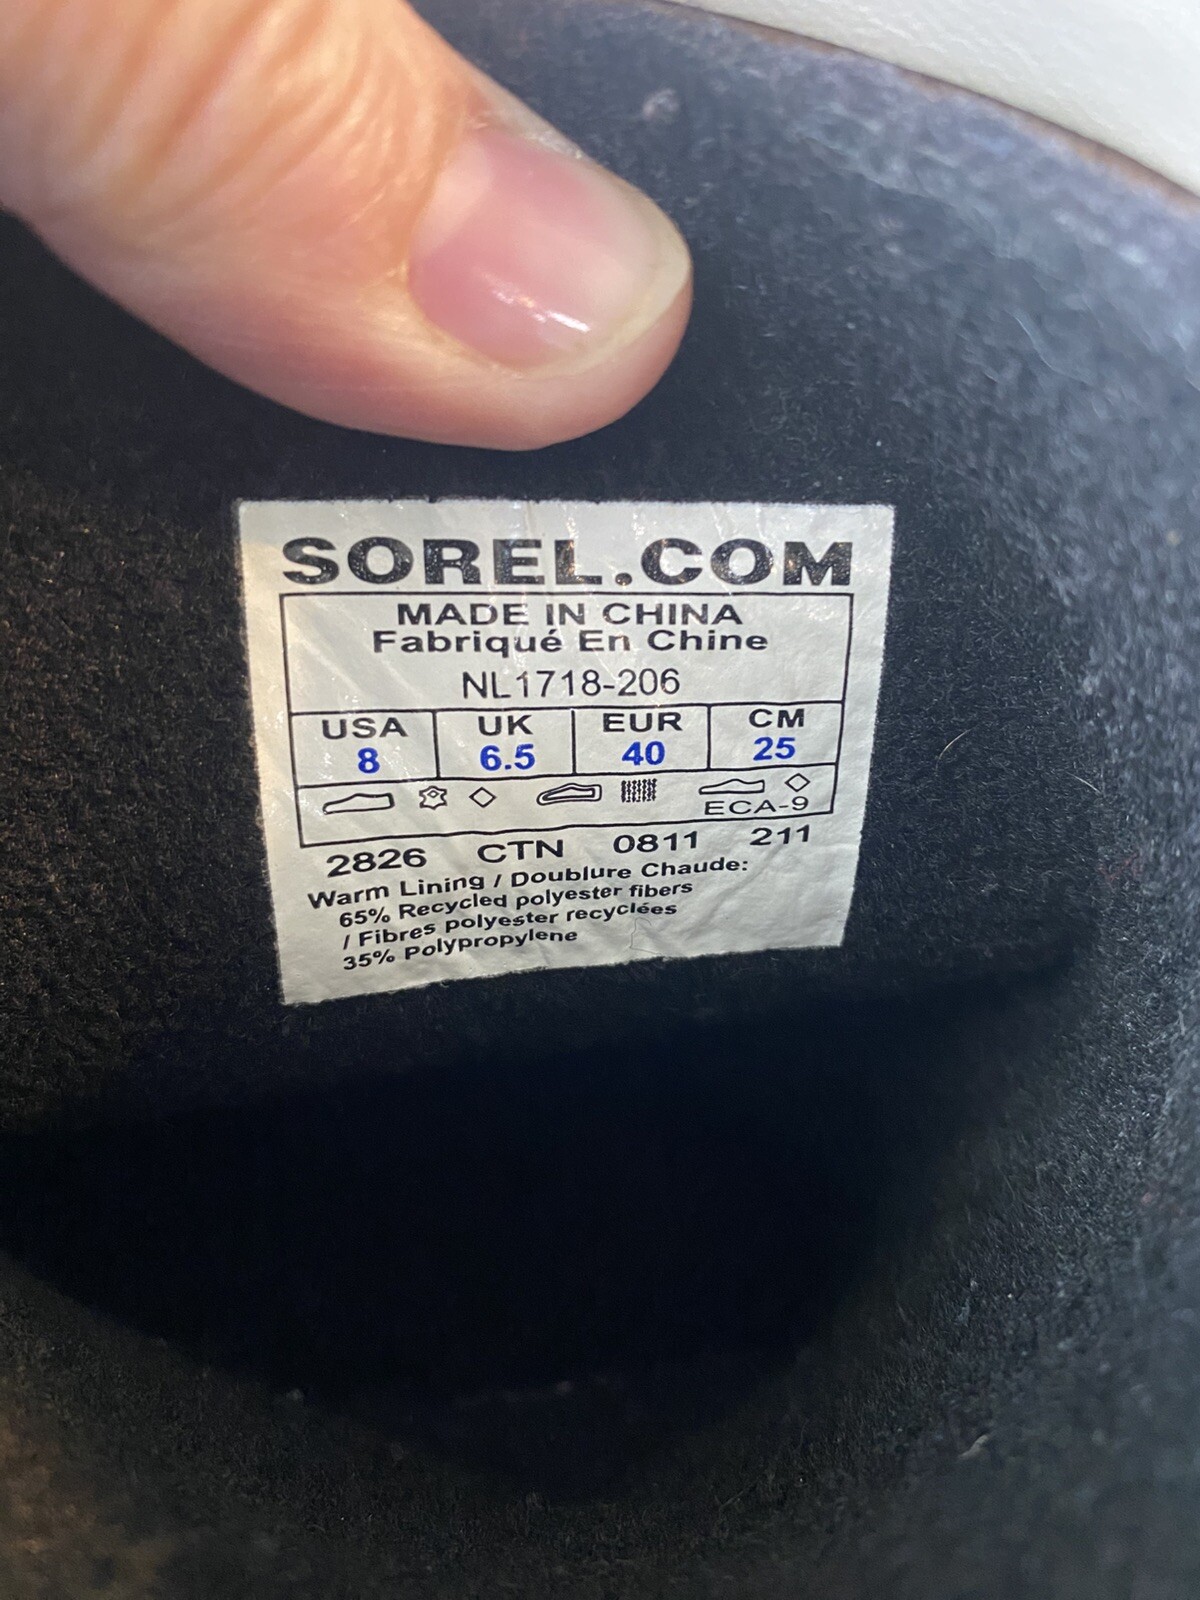 SOREL.COM
MADE IN CHINA
Fabriqué En Chine
NL1718-206
USA UK EUR CM
8 6.5 40 25
ECA-9
2826 CTN 0811 211
Warm Lining / Doublure Chaude:
65% Recycled polyester fibers
/ Fibres polyester recyclées
35% Polypropylene